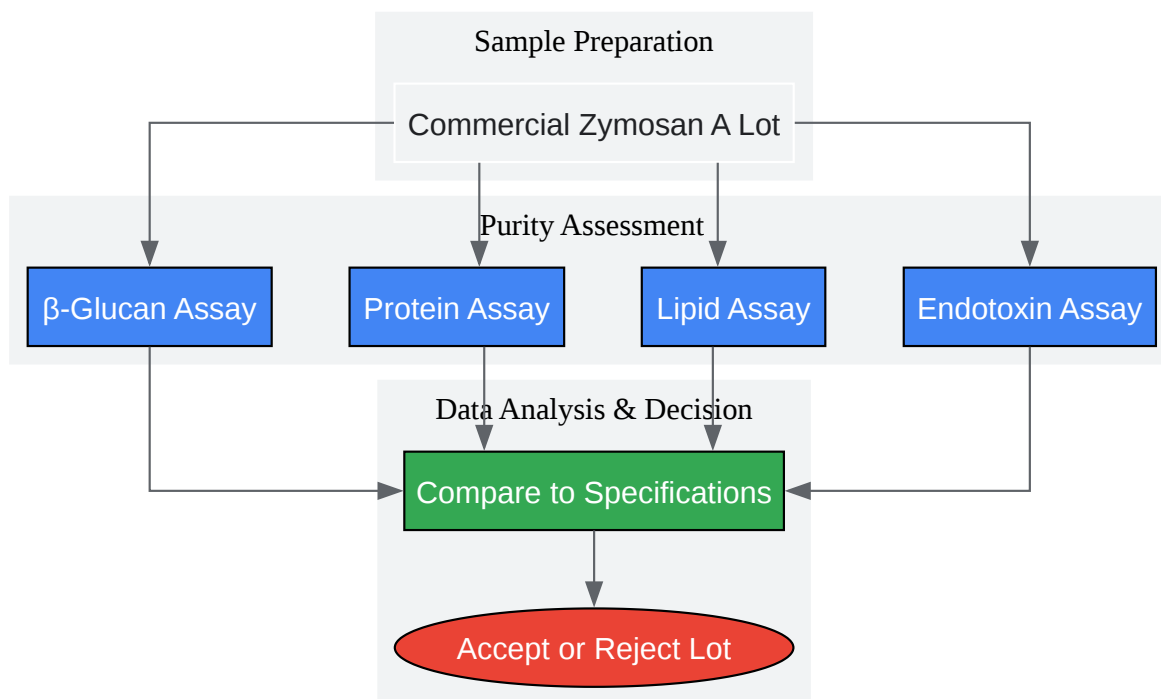 Sample Preparation
Commercial Zymosan A Lot
Purity Assessment
β-Glucan Assay
Protein Assay
Lipid Assay
Endotoxin Assay
Data Analysis & Decision
Compare to Specifications
Accept or Reject Lot